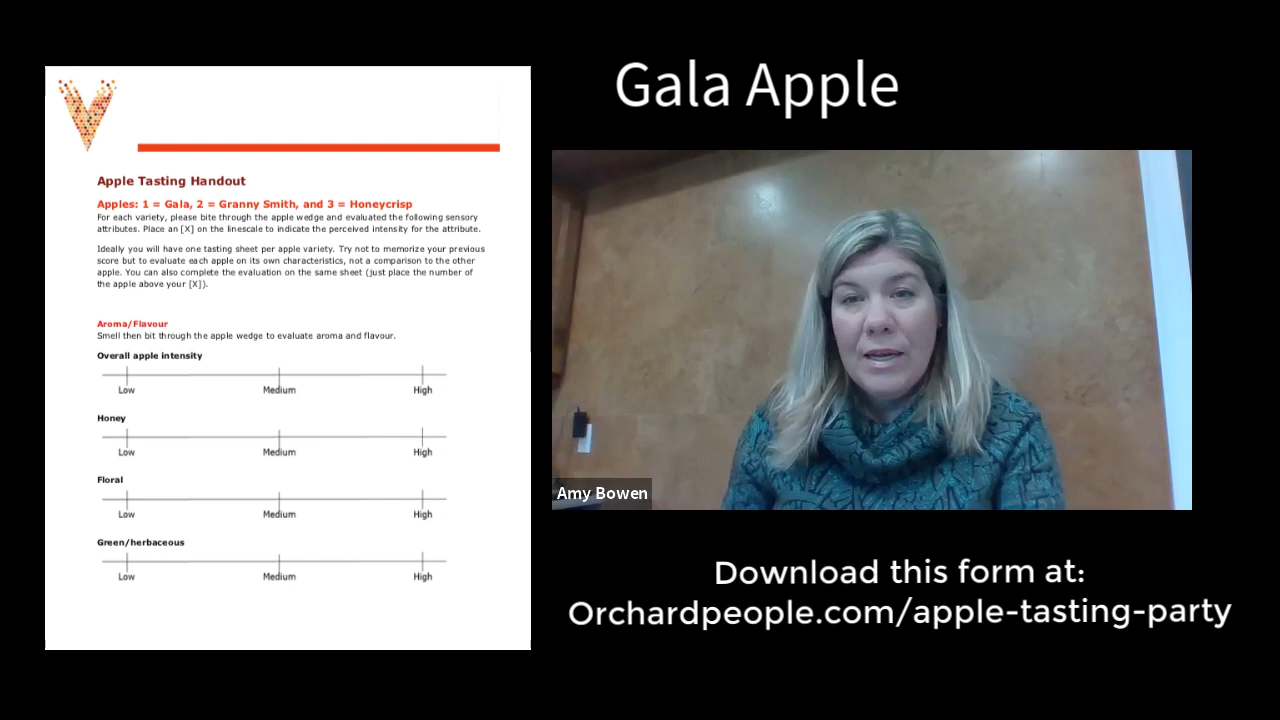 Gala Apple
Apple Tasting Handout
Apples: 1 = Gala, 2 = Granny Smith, and 3 = Honeycrisp
For each variety, please bite through the apple wedge and evaluated the following sensory
attributes. Place an [X] on the linescale to indicate the perceived intensity for the attribute.
Ideally you will have one tasting sheet per apple variety. Try not to memorize your previous
score but to evaluate each apple on its own characteristics, not a comparison to the other
apple. You can also complete the evaluation on the same sheet (just place the number of
the apple above your [X]).
Aroma/Flavour
Smell then bit through the apple wedge to evaluate aroma and flavour.
Overall apple intensity
Low Medium High
Honey
Low Medium High
Floral
Low Medium High
Green/herbaceous
Low Medium High
Amy Bowen
Download this form at:
Orchardpeople.com/apple-tasting-party